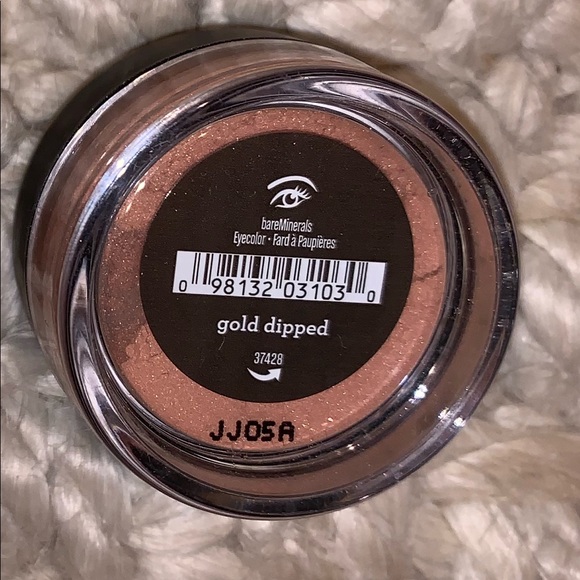 bareMinerals
Eyecolor · Fard à Paupières
0 98132 03103 0
gold dipped
37428
JJ05A